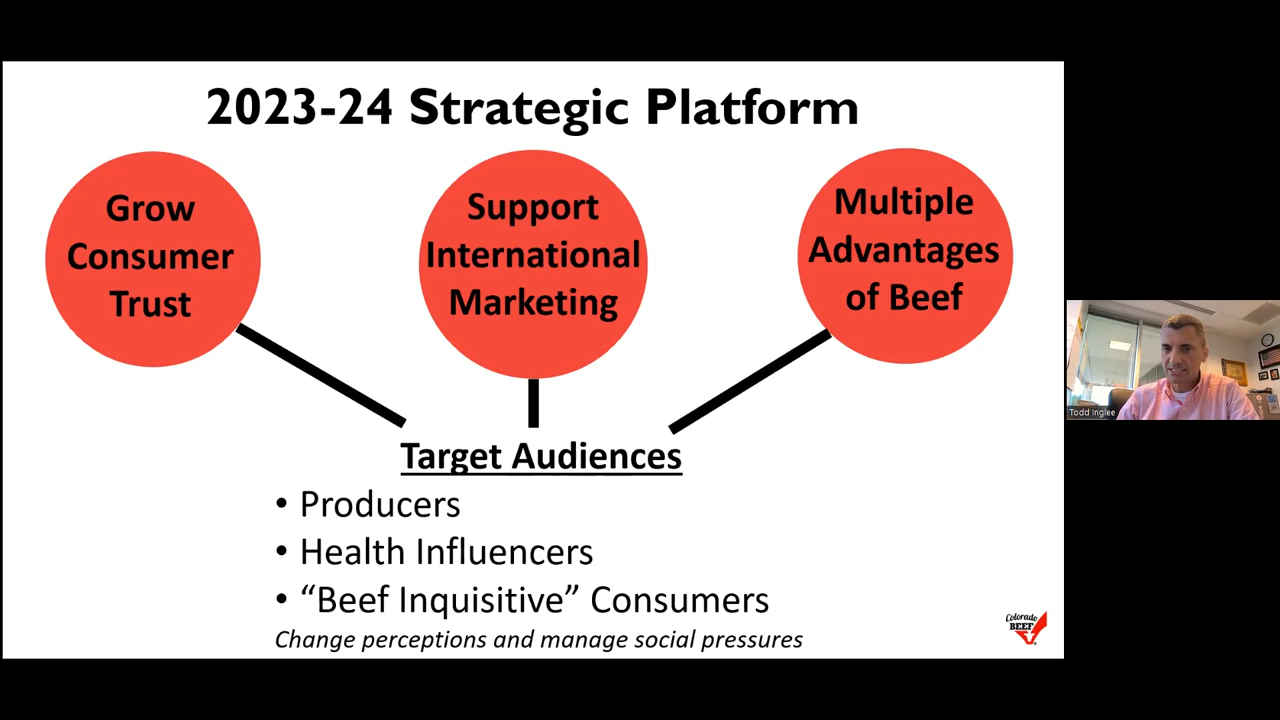 2023-24 Strategic Platform
Grow
Consumer
Trust
Support
International
Marketing
Multiple
Advantages
of Beef
Target Audiences
• Producers
• Health Influencers
• “Beef Inquisitive” Consumers
Change perceptions and manage social pressures
Colorado
BEEF
Todd Inglee